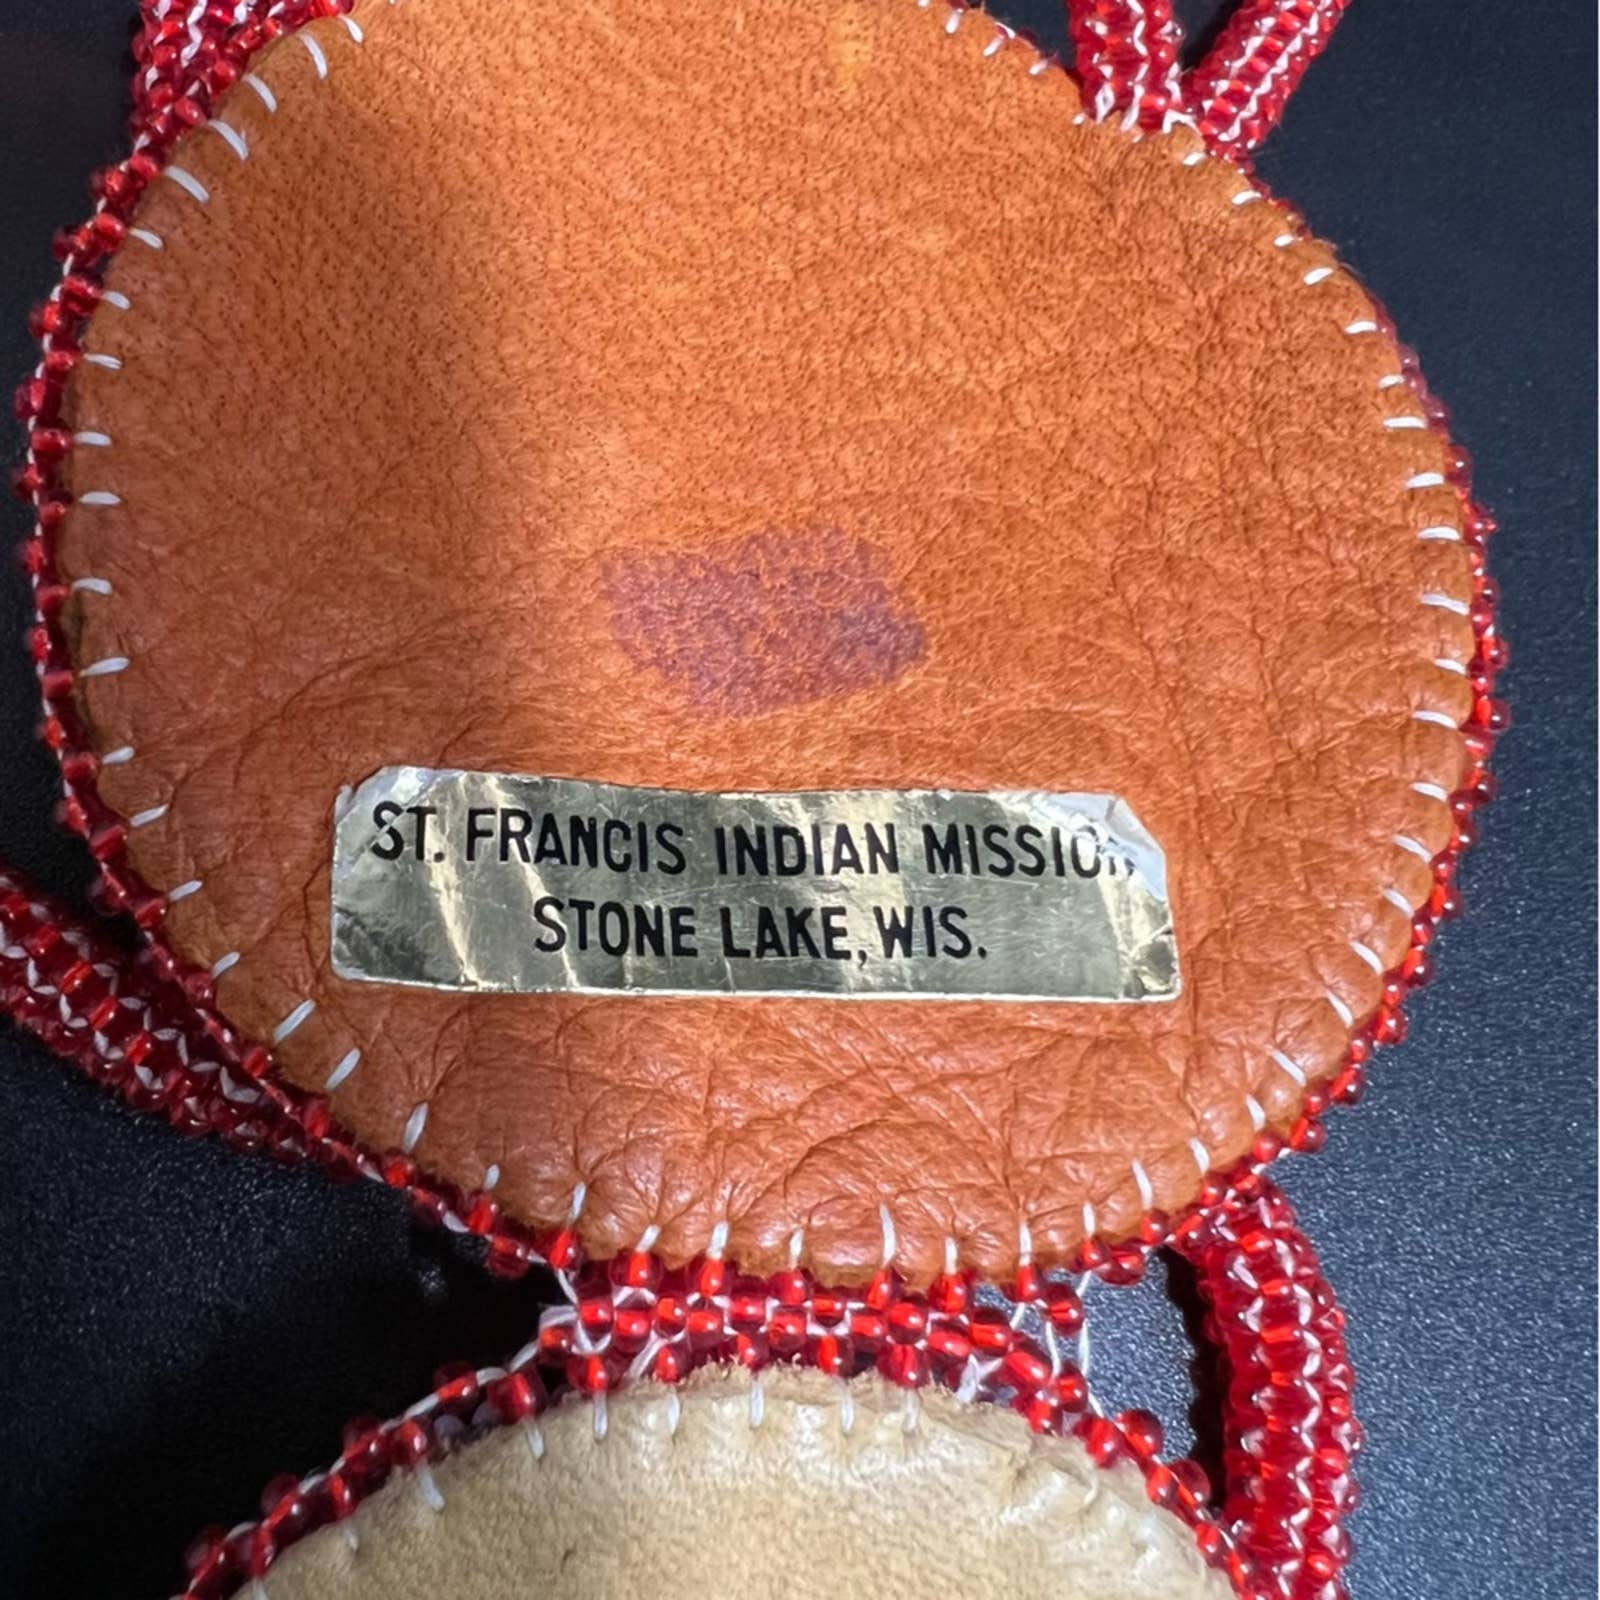 ST. FRANCIS INDIAN MISSION
STONE LAKE, WIS.